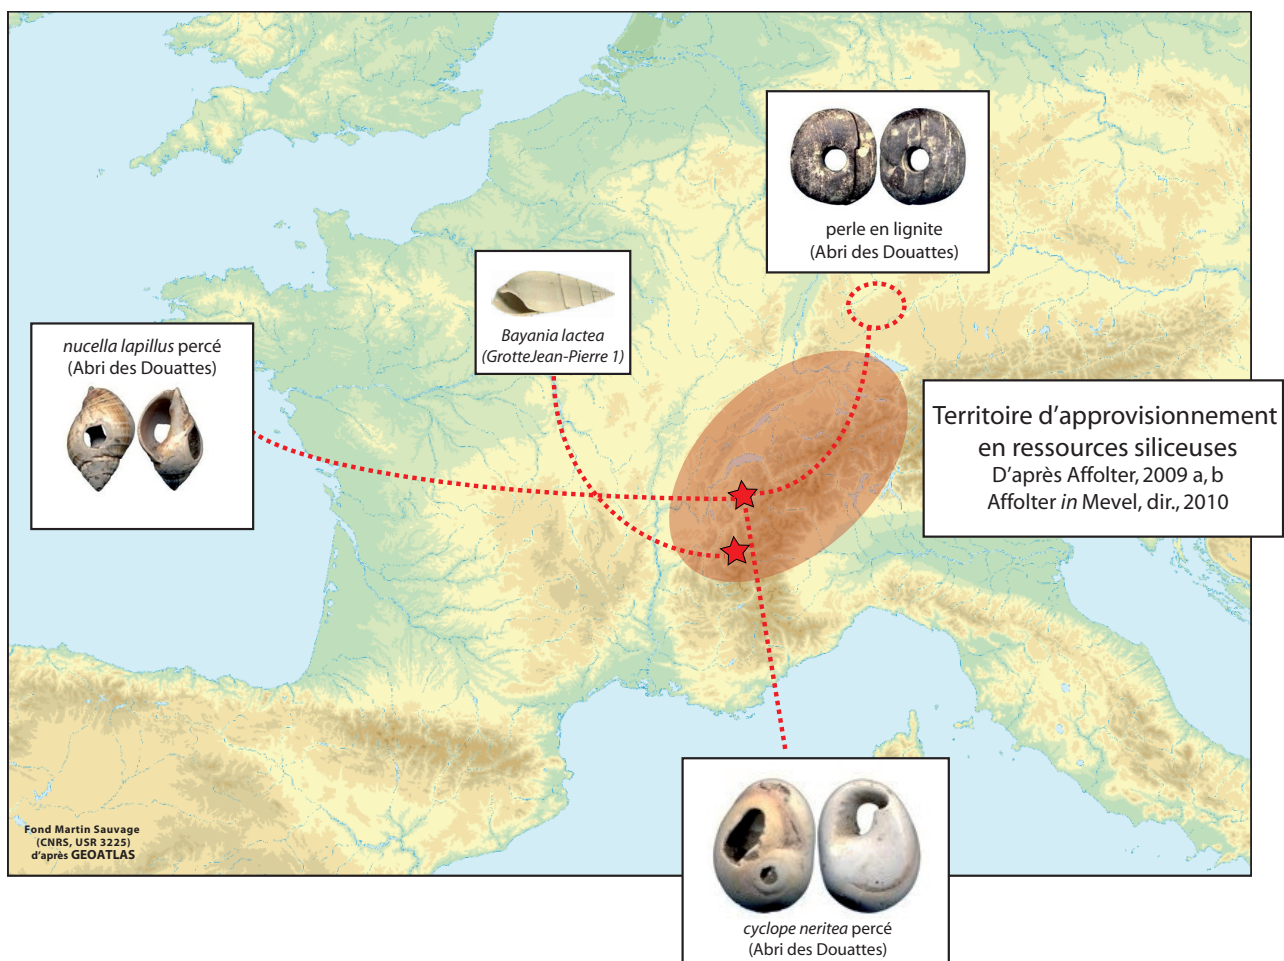 perle en lignite
(Abri des Douattes)
Bayania lactea
(GrotteJean-Pierre 1)
nucella lapillus percé
(Abri des Douattes)
Territoire d'approvisionnement
en ressources siliceuses
D'après Affolter, 2009 a, b
Affolter in Mevel, dir., 2010
Fond Martin Sauvage
(CNRS, USR 3225)
d'après GEOATLAS
cyclope neritea percé
(Abri des Douattes)